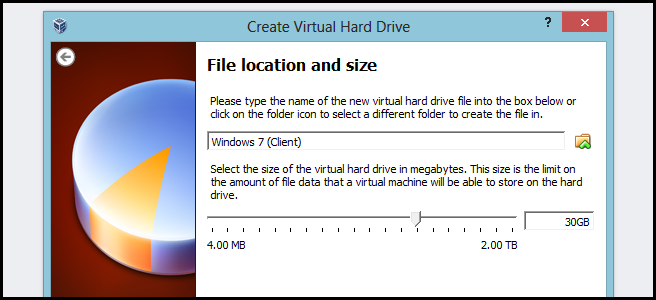 Create Virtual Hard Drive
?
x
File location and size
Please type the name of the new virtual hard drive file into the box below or
click on the folder icon to select a different folder to create the file in.
Windows 7 (Client)
Select the size of the virtual hard drive in megabytes. This size is the limit on
the amount of file data that a virtual machine will be able to store on the hard
drive.
30GB
4.00 MB 2.00 TB